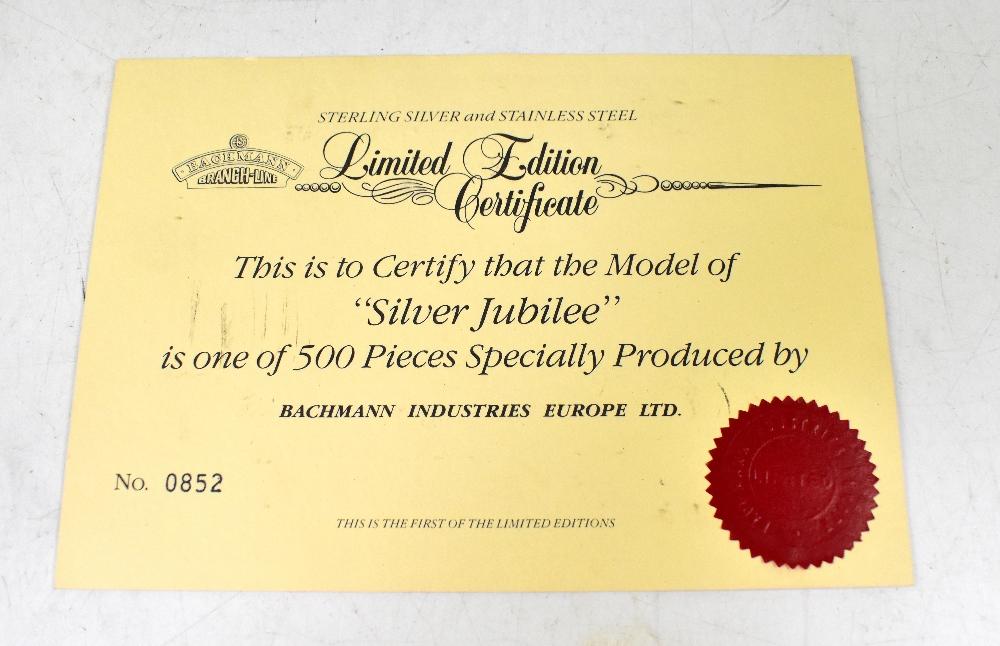 STERLING SILVER and STAINLESS STEEL
BACHMANN
BRANCH-LINE
Limited Edition
Certificate
This is to Certify that the Model of
“Silver Jubilee”
is one of 500 Pieces Specially Produced by
BACHMANN INDUSTRIES EUROPE LTD.
No. 0852
THIS IS THE FIRST OF THE LIMITED EDITIONS
LIMITED